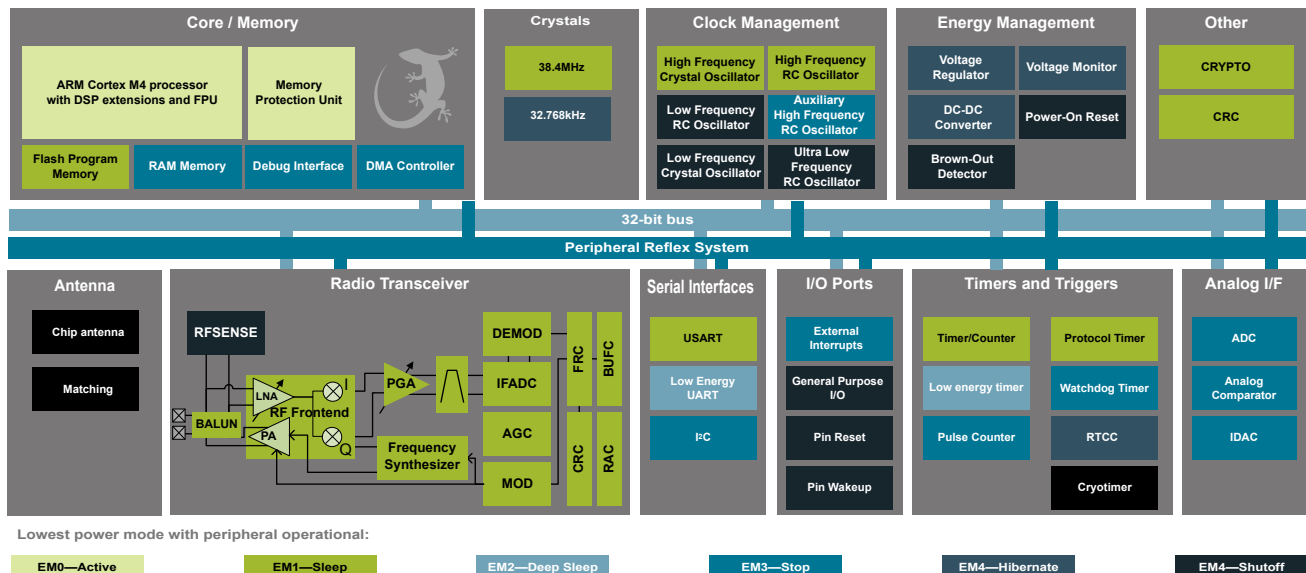 Core / Memory
ARM Cortex M4 processor
with DSP extensions and FPU
Memory
Protection Unit
Flash Program
Memory
RAM Memory
Debug Interface
DMA Controller
Crystals
38.4MHz
32.768kHz
Clock Management
High Frequency
Crystal Oscillator
High Frequency
RC Oscillator
Low Frequency
RC Oscillator
Auxiliary
High Frequency
RC Oscillator
Low Frequency
Crystal Oscillator
Ultra Low
Frequency
RC Oscillator
Energy Management
Voltage
Regulator
Voltage Monitor
DC-DC
Converter
Power-On Reset
Brown-Out
Detector
Other
CRYPTO
CRC
32-bit bus
Peripheral Reflex System
Antenna
Chip antenna
Matching
Radio Transceiver
RFSENSE
BALUN
LNA
RF Frontend
PA
I
Q
PGA
Frequency
Synthesizer
DEMOD
IFADC
AGC
MOD
FRC
BUFC
CRC
RAC
Serial Interfaces
USART
Low Energy
UART
I²C
I/O Ports
External
Interrupts
General Purpose
I/O
Pin Reset
Pin Wakeup
Timers and Triggers
Timer/Counter
Protocol Timer
Low energy timer
Watchdog Timer
Pulse Counter
RTCC
Cryotimer
Analog I/F
ADC
Analog
Comparator
IDAC
Lowest power mode with peripheral operational:
EM0—Active
EM1—Sleep
EM2—Deep Sleep
EM3—Stop
EM4—Hibernate
EM4—Shutoff